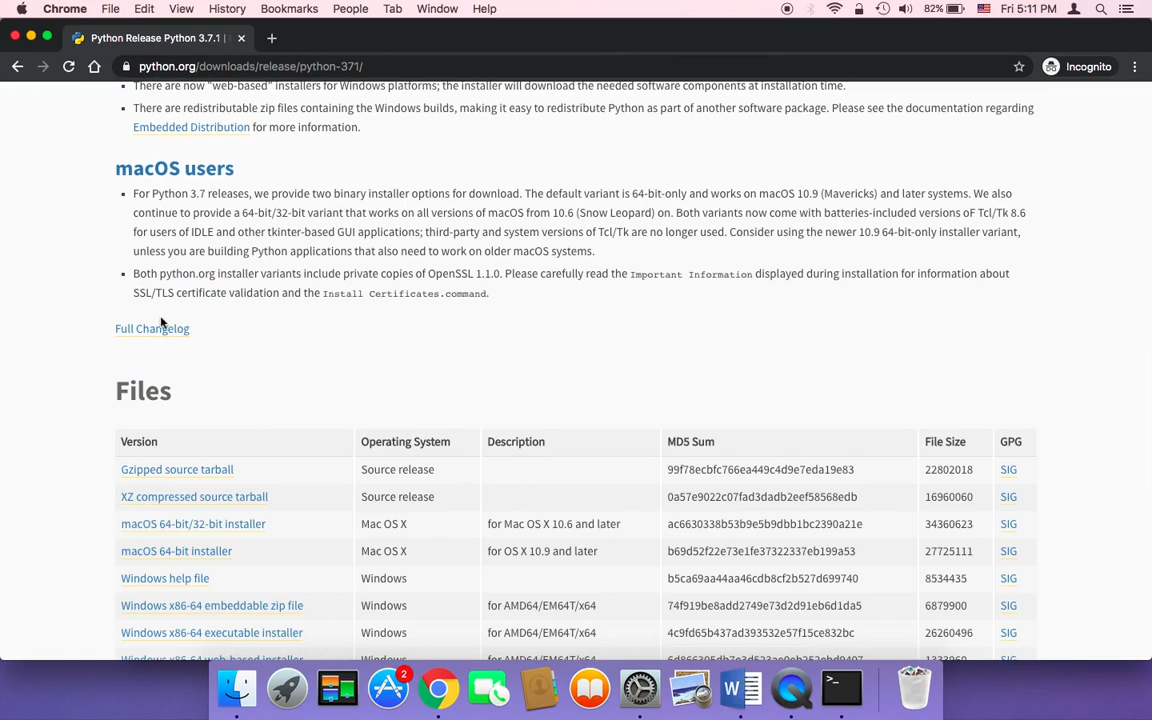 Chrome File Edit View History Bookmarks People Tab Window Help 82% Fri 5:11 PM
Python Release Python 3.7.1 |
python.org/downloads/release/python-371/ Incognito
There are now "web-based" installers for Windows platforms; the installer will download the needed software components at installation time.
There are redistributable zip files containing the Windows builds, making it easy to redistribute Python as part of another software package. Please see the documentation regarding
Embedded Distribution for more information.
macOS users
For Python 3.7 releases, we provide two binary installer options for download. The default variant is 64-bit-only and works on macOS 10.9 (Mavericks) and later systems. We also
continue to provide a 64-bit/32-bit variant that works on all versions of macOS from 10.6 (Snow Leopard) on. Both variants now come with batteries-included versions oF Tcl/Tk 8.6
for users of IDLE and other tkinter-based GUI applications; third-party and system versions of Tcl/Tk are no longer used. Consider using the newer 10.9 64-bit-only installer variant,
unless you are building Python applications that also need to work on older macOS systems.
Both python.org installer variants include private copies of OpenSSL 1.1.0. Please carefully read the Important Information displayed during installation for information about
SSL/TLS certificate validation and the Install Certificates.command.
Full Changelog
Files
Version Operating System Description MD5 Sum File Size GPG
Gzipped source tarball Source release 99f78ecbfc766ea449c4d9e7eda19e83 22802018 SIG
XZ compressed source tarball Source release 0a57e9022c07fad3dadb2eef58568edb 16960060 SIG
macOS 64-bit/32-bit installer Mac OS X for Mac OS X 10.6 and later ac6630338b53b9e5b9dbb1bc2390a21e 34360623 SIG
macOS 64-bit installer Mac OS X for OS X 10.9 and later b69d52f22e73e1fe37322337eb199a53 27725111 SIG
Windows help file Windows b5ca69aa44aa46cdb8cf2b527d699740 8534435 SIG
Windows x86-64 embeddable zip file Windows for AMD64/EM64T/x64 74f919be8add2749e73d2d91eb6d1da5 6879900 SIG
Windows x86-64 executable installer Windows for AMD64/EM64T/x64 4c9fd65b437ad393532e57f15ce832bc 26260496 SIG
Windows x86-64 web-based installer Windows for AMD64/EM64T/x64 SIG
2